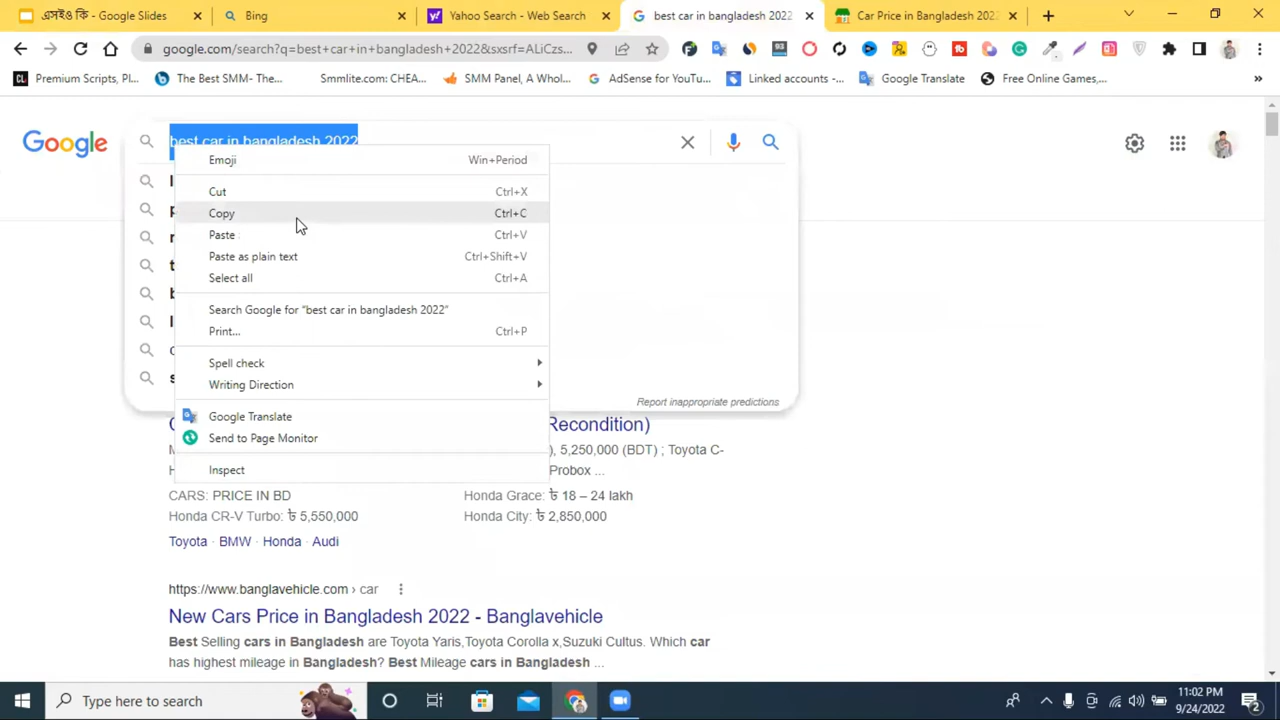 এসইও কি - Google Slides
Bing
Yahoo Search - Web Search
best car in bangladesh 2022
Car Price in Bangladesh 2022
google.com/search?q=best+car+in+bangladesh+2022&sxsrf=ALiCzs...
93
Premium Scripts, Pl...
The Best SMM- The...
Smmlite.com: CHEA...
SMM Panel, A Whol...
AdSense for YouTu...
Linked accounts -...
Google Translate
Free Online Games,...
Google
best car in bangladesh 2022
Emoji Win+Period
Cut Ctrl+X
Copy Ctrl+C
Paste Ctrl+V
Paste as plain text Ctrl+Shift+V
Select all Ctrl+A
Search Google for "best car in bangladesh 2022"
Print... Ctrl+P
Spell check
Writing Direction
Google Translate
Send to Page Monitor
Inspect
Report inappropriate predictions
Recondition)
5,250,000 (BDT) ; Toyota C-
Probox ...
CARS: PRICE IN BD
Honda Grace: ৳ 18 – 24 lakh
Honda CR-V Turbo: ৳ 5,550,000
Honda City: ৳ 2,850,000
Toyota · BMW · Honda · Audi
https://www.banglavehicle.com › car
New Cars Price in Bangladesh 2022 - Banglavehicle
Best Selling cars in Bangladesh are Toyota Yaris,Toyota Corolla x,Suzuki Cultus. Which car
has highest mileage in Bangladesh? Best Mileage cars in Bangladesh ...
Type here to search
11:02 PM
9/24/2022
2